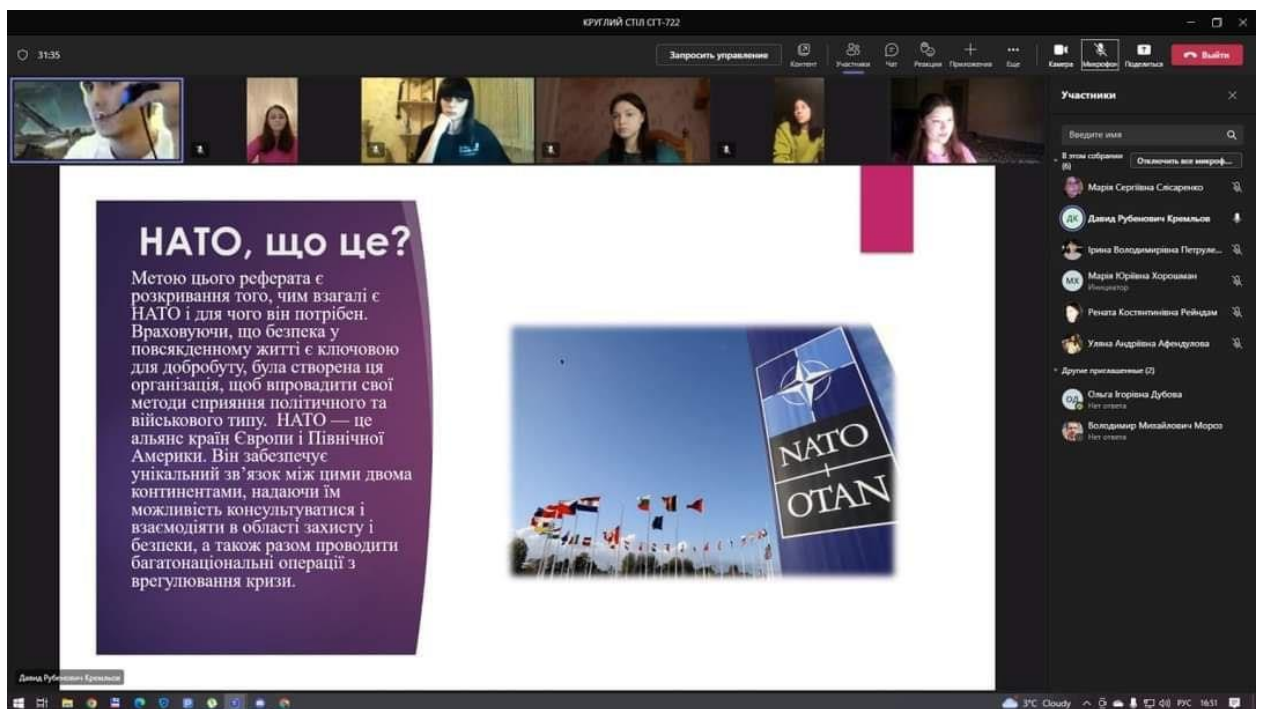 КРУГЛИЙ СТІЛ СГТ-722
31:35
Запросить управление
Контент
Участники
Чат
Реакции
Приложения
Еще
Камера
Микрофон
Поделиться
Выйти
Участники
Введите имя
В этом собрании (6)
Отключить все микроф...
Марія Сергіївна Слісаренко
ДК
Давид Рубенович Кремльов
Ірина Володимирівна Петруле...
МХ
Марія Юріївна Хорошман
Инициатор
Рената Костянтинівна Рейндам
Уляна Андріївна Афендулова
Другие приглашенные (2)
ОД
Ольга Ігорівна Дубова
Нет ответа
Володимир Михайлович Мороз
Нет ответа
НАТО, що це?
Метою цього реферата є
розкривання того, чим взагалі є
НАТО і для чого він потрібен.
Враховуючи, що безпека у
повсякденному житті є ключовою
для добробуту, була створена ця
організація, щоб впровадити свої
методи сприяння політичного та
військового типу. НАТО — це
альянс країн Європи і Північної
Америки. Він забезпечує
унікальний зв’язок між цими двома
континентами, надаючи їм
можливість консультуватися і
взаємодіяти в області захисту і
безпеки, а також разом проводити
багатонаціональні операції з
врегулювання кризи.
NATO
OTAN
Давид Рубенович Кремльов
3°C Cloudy
РУС
16:51